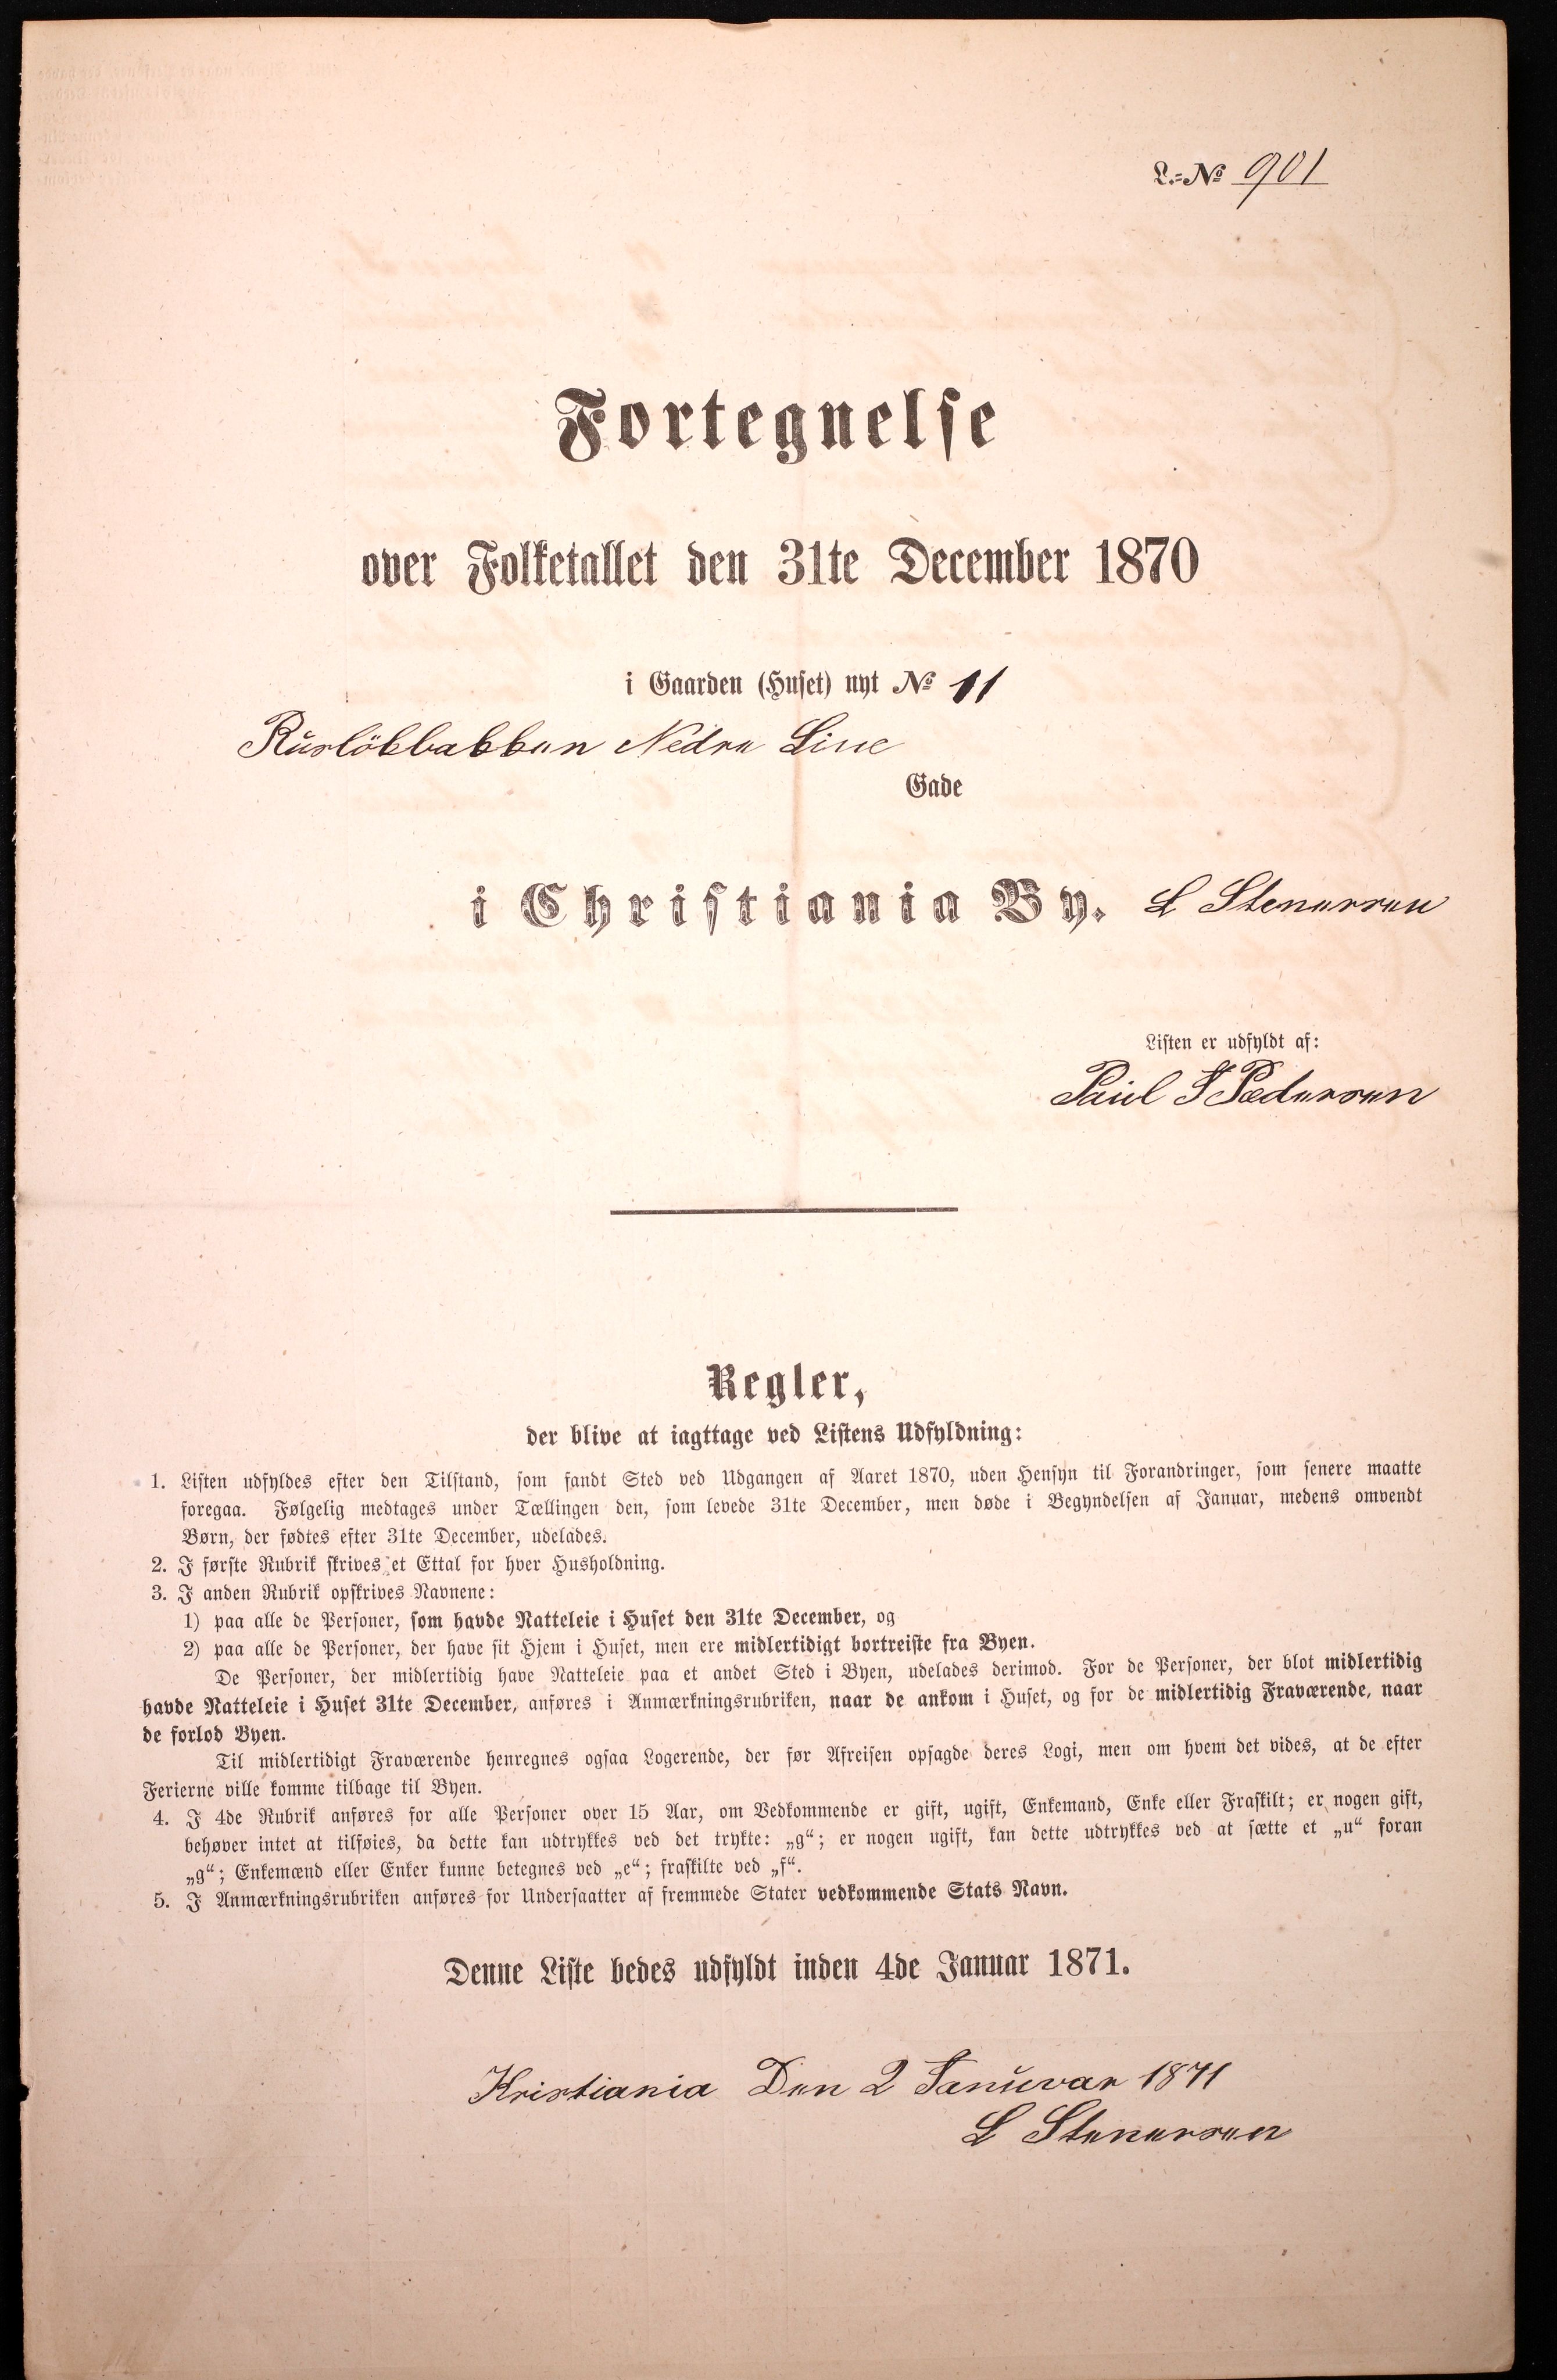 L.=No 901
Fortegnelse
over Folketallet den 31te December 1870
i Gaarden (Huset) nyt No 11
Rüslökbakken Nedre Line
Gade
i Christiania By. L Stenersen
Listen er udfyldt af:
Paul Pedersen
Regler,
der blive at iagttage ved Listens Udfyldning:
1. Listen udfyldes efter den Tilstand, som fandt Sted ved Udgangen af Aaret 1870, uden Hensyn til Forandringer, som senere maatte
foregaa. Følgelig medtages under Tællingen den, som levede 31te December, men døde i Begyndelsen af Januar, medens omvendt
Børn, der fødtes efter 31te December, udelades.
2. I første Rubrik skrives et Ettal for hver Husholdning.
3. I anden Rubrik opskrives Navnene:
1) paa alle de Personer, som havde Natteleie i Huset den 31te December, og
2) paa alle de Personer, der have sit Hjem i Huset, men ere midlertidigt bortreiste fra Byen.
De Personer, der midlertidig have Natteleie paa et andet Sted i Byen, udelades derimod. For de Personer, der blot midlertidig
havde Natteleie i Huset 31te December, anføres i Anmærkningsrubriken, naar de ankom i Huset, og for de midlertidig Fraværende, naar
de forlod Byen.
Til midlertidigt Fraværende henregnes ogsaa Logerende, der før Afreisen opsagde deres Logi, men om hvem det vides, at de efter
Ferierne ville komme tilbage til Byen.
4. I 4de Rubrik anføres for alle Personer over 15 Aar, om Vedkommende er gift, ugift, Enkemand, Enke eller Fraskilt; er nogen gift,
behøver intet at tilføies, da dette kan udtrykkes ved det trykte: „g“; er nogen ugift, kan dette udtrykkes ved at sætte et „u“ foran
„g“; Enkemænd eller Enker kunne betegnes ved „e“; fraskilte ved „f“.
5. I Anmærkningsrubriken anføres for Undersaatter af fremmede Stater vedkommende Stats Navn.
Denne Liste bedes udfyldt inden 4de Januar 1871.
Kristiania Den 2 Januvar 1871
L Stenersen